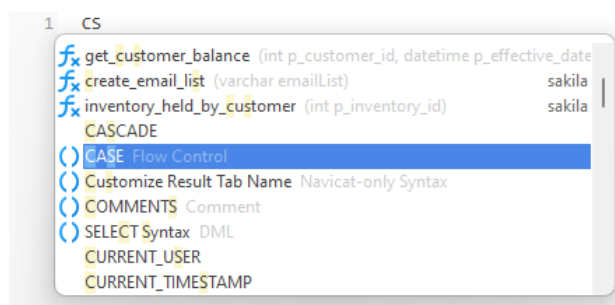 1 CS
get_customer_balance (int p_customer_id, datetime p_effective_date
create_email_list (varchar emailList) sakila
inventory_held_by_customer (int p_inventory_id) sakila
CASCADE
CASE Flow Control
Customize Result Tab Name Navicat-only Syntax
COMMENTS Comment
SELECT Syntax DML
CURRENT_USER
CURRENT_TIMESTAMP